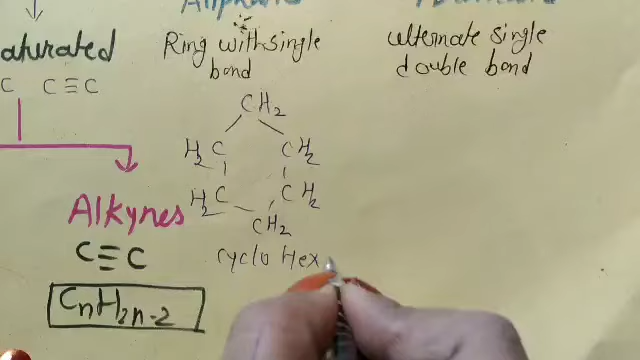 Aliphatic
aturated
C C≡C
Ring with single
bond
alternate single
double bond
CH2
H2C CH2
H2C CH2
CH2
cyclo Hex
Alkynes
C≡C
CnH2n-2